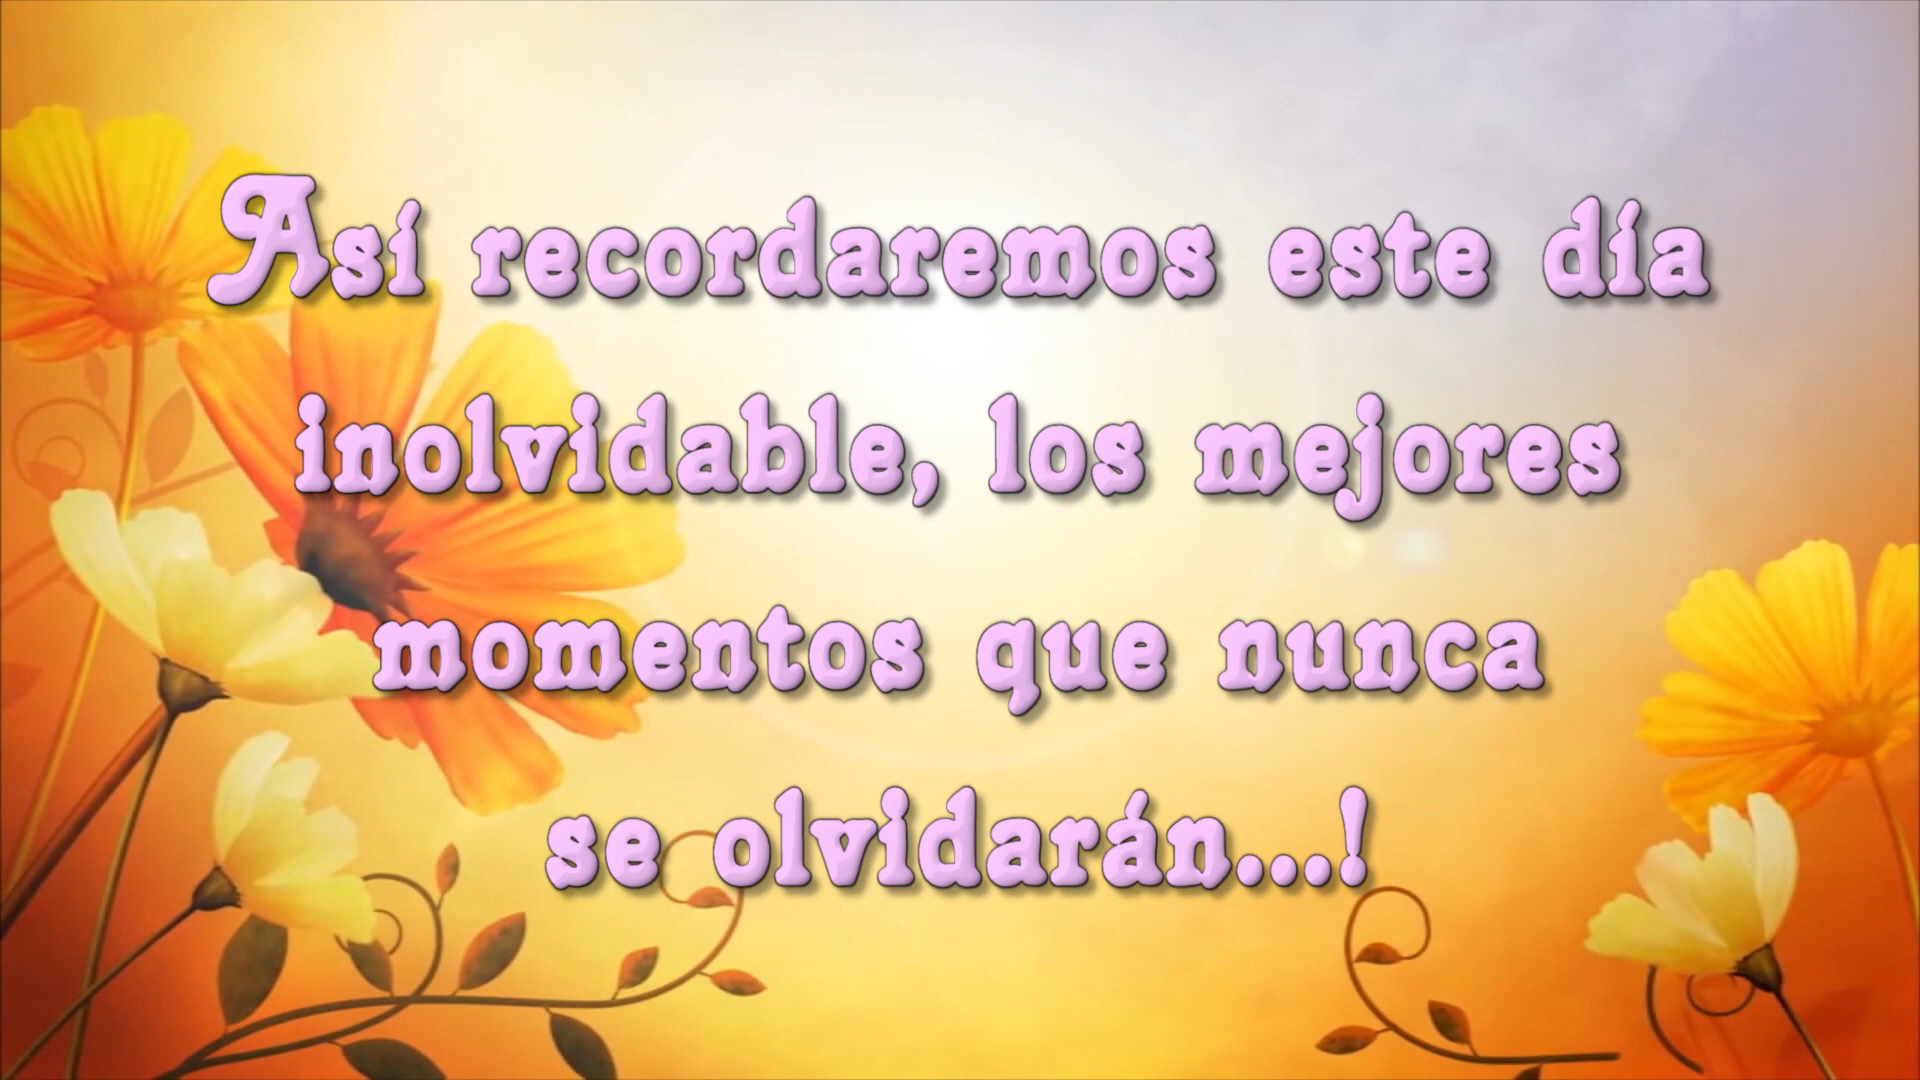 Así recordaremos este día
inolvidable, los mejores
momentos que nunca
se olvidarán...!